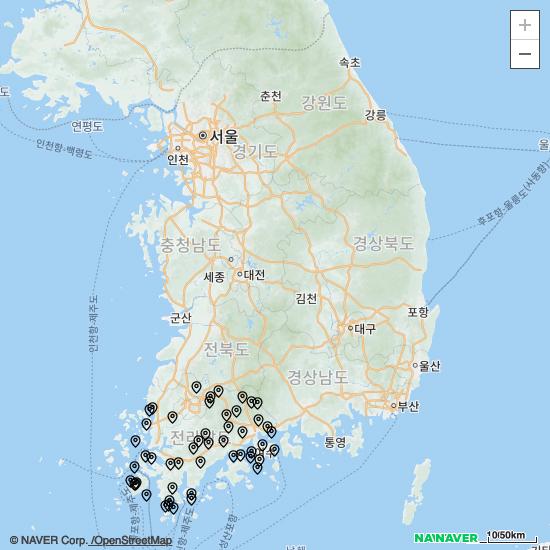 +
−
속초
춘천
강원도
강릉
도
연평도
서울
울
인천
경기도
인천항-백령도
후포항-울릉도(사동항)
충청남도
경상북도
세종
대전
김천
인천항-제주도
군산
포항
대구
전북도
울산
경상남도
부산
전라남도
통영
여수
© NAVER Corp. /OpenStreetMap
NAVER
10/50km